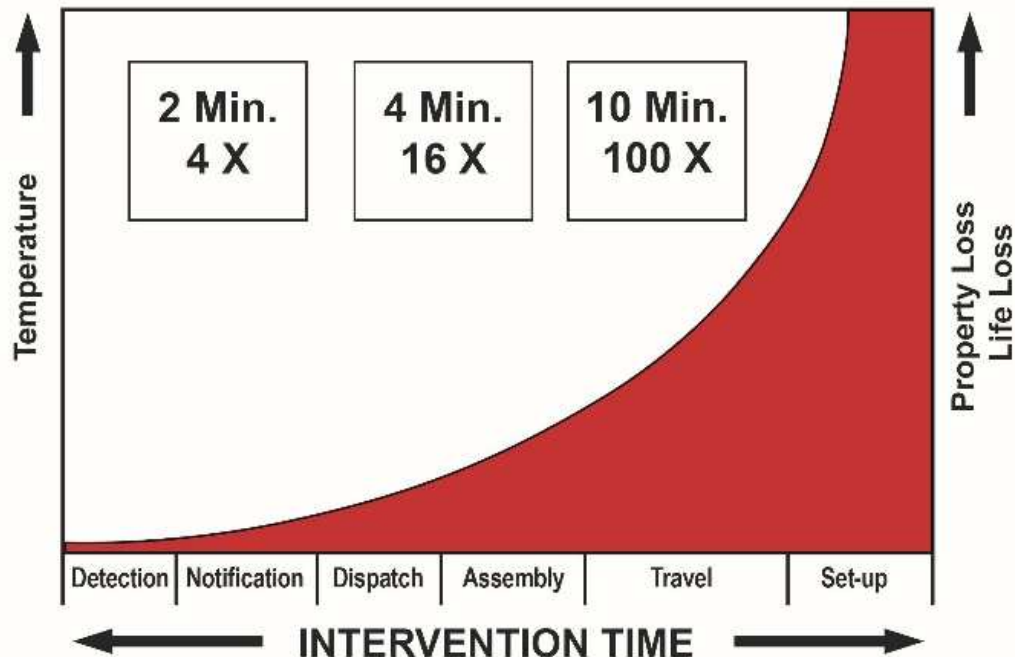 Temperature
2 Min.
4 X
4 Min.
16 X
10 Min.
100 X
Property Loss
Life Loss
Detection
Notification
Dispatch
Assembly
Travel
Set-up
INTERVENTION TIME